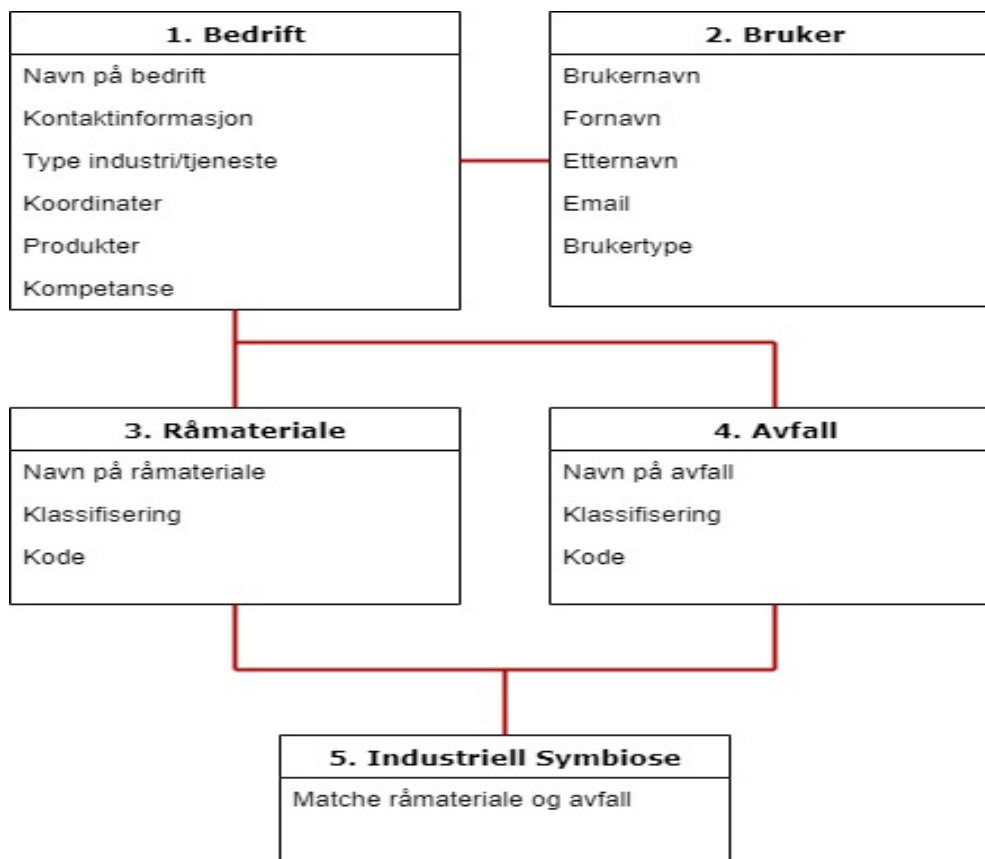 1. Bedrift
Navn på bedrift
Kontaktinformasjon
Type industri/tjeneste
Koordinater
Produkter
Kompetanse
2. Bruker
Brukernavn
Fornavn
Etternavn
Email
Brukertype
3. Råmateriale
Navn på råmateriale
Klassifisering
Kode
4. Avfall
Navn på avfall
Klassifisering
Kode
5. Industriell Symbiose
Matche råmateriale og avfall